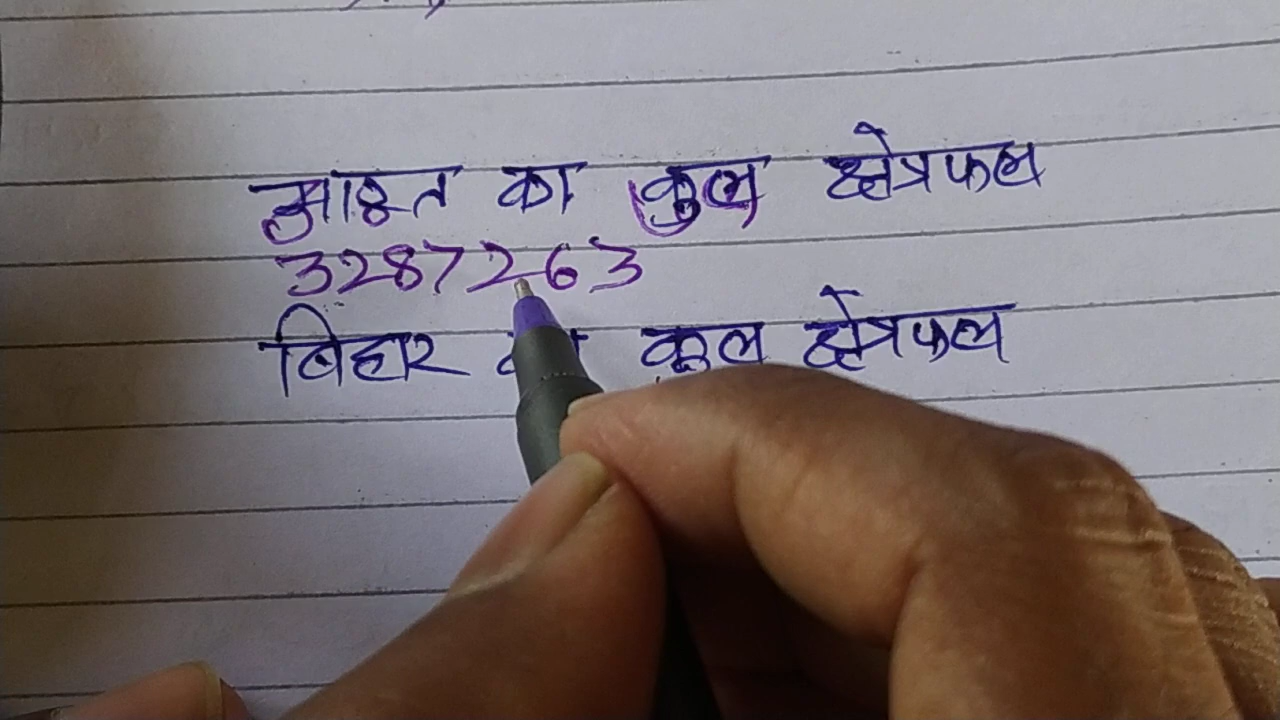 भारत का कुल क्षेत्रफल
3287263
बिहार का कुल क्षेत्रफल